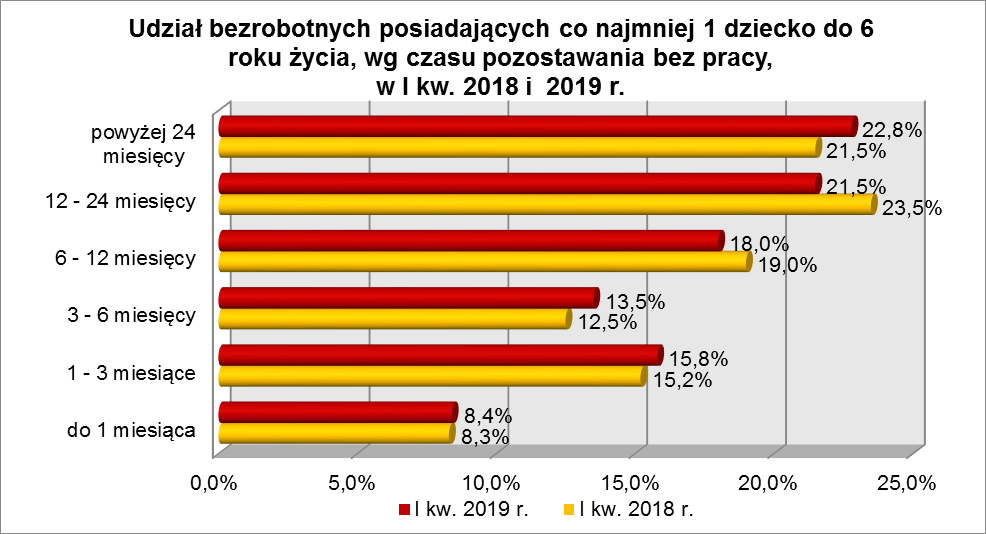 Udział bezrobotnych posiadających co najmniej 1 dziecko do 6
roku życia, wg czasu pozostawania bez pracy,
w I kw. 2018 i  2019 r.
powyżej 24
miesięcy
22,8%
21,5%
12 - 24 miesięcy
21,5%
23,5%
6 - 12 miesięcy
18,0%
19,0%
3 - 6 miesięcy
13,5%
12,5%
1 - 3 miesiące
15,8%
15,2%
do 1 miesiąca
8,4%
8,3%
0,0% 5,0% 10,0% 15,0% 20,0% 25,0%
I kw. 2019 r. I kw. 2018 r.